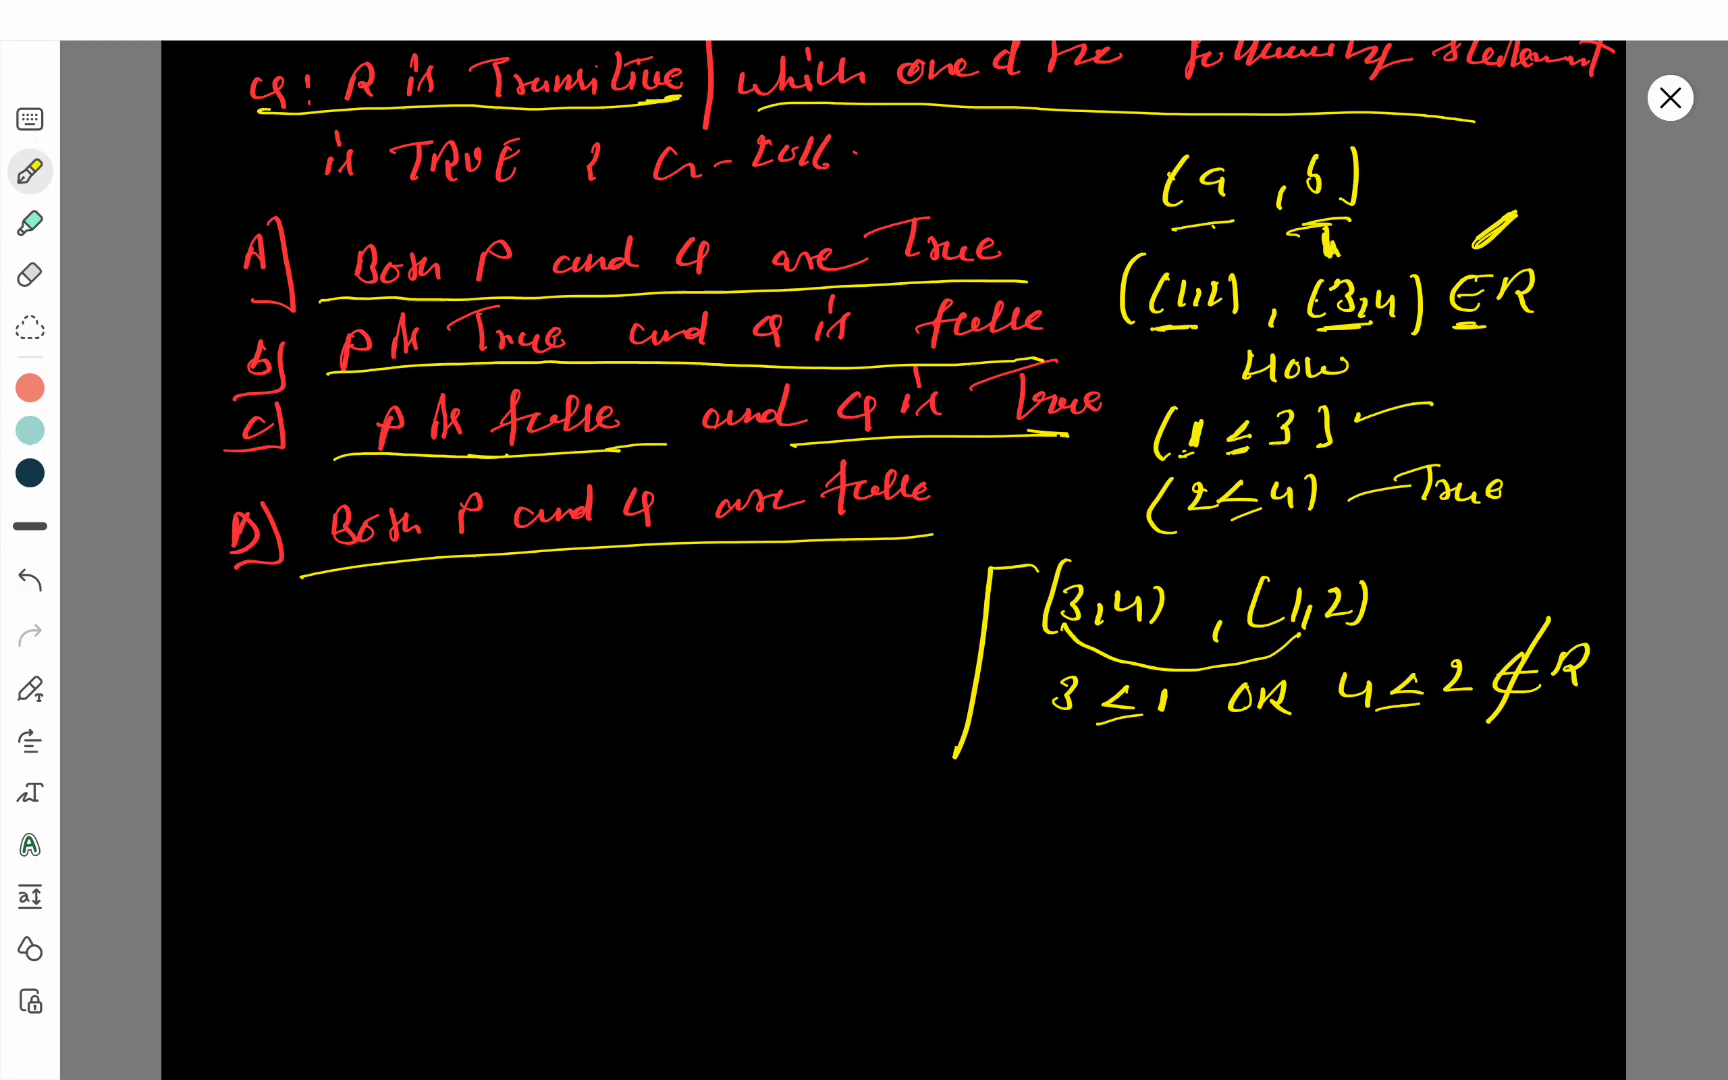 Q: R is Transitive | which one of the following statement
is TRUE ? G-2016.
A] Both P and Q are True
B] P is True and Q is false
C] P is false and Q is True
D] Both P and Q are false
(a , b)
((1,2) , (3,4) ∈ R
How
(1 ≤ 3)
(2 ≤ 4) — True
(3,4) , (1,2)
3 ≤ 1 OR 4 ≤ 2 ∉ R